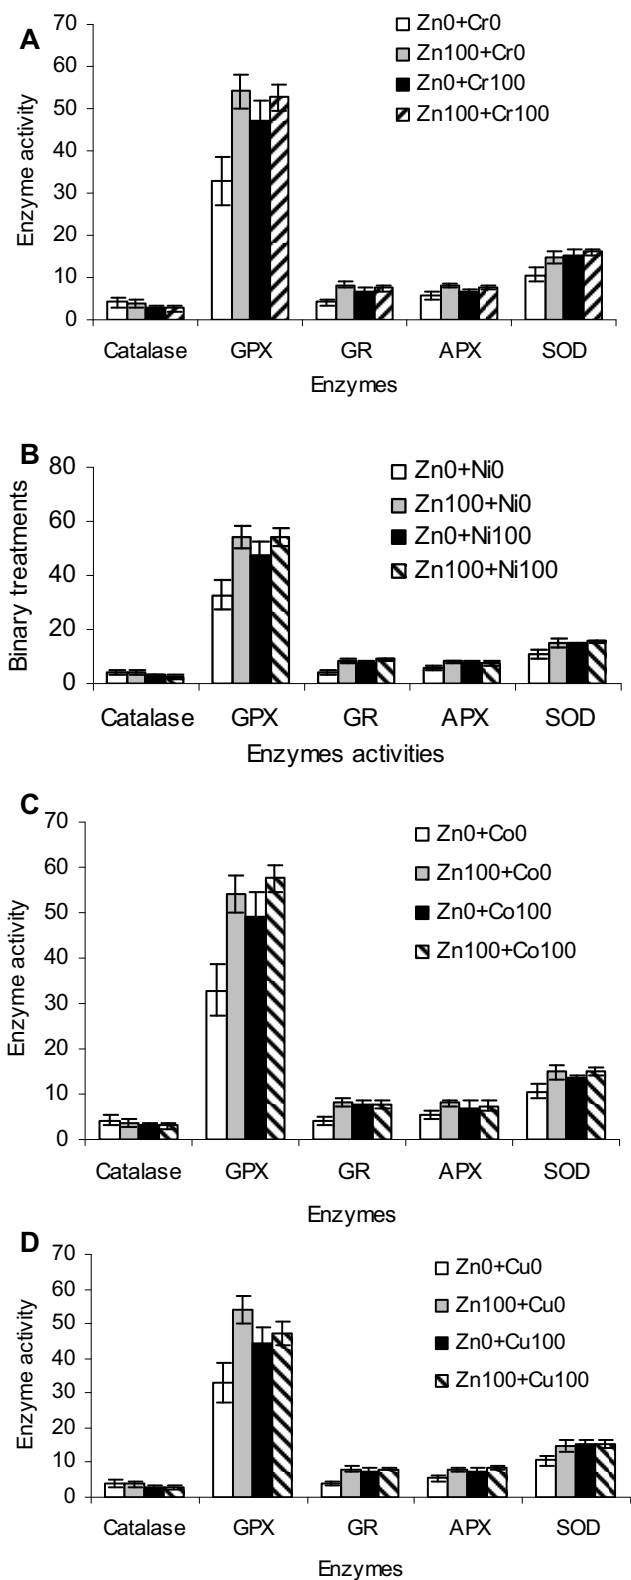 A
Zn0+Cr0
Zn100+Cr0
Zn0+Cr100
Zn100+Cr100
Enzyme activity
70
60
50
40
30
20
10
0
Catalase GPX GR APX SOD
Enzymes
B
Zn0+Ni0
Zn100+Ni0
Zn0+Ni100
Zn100+Ni100
Binary treatments
80
60
40
20
0
Catalase GPX GR APX SOD
Enzymes activities
C
Zn0+Co0
Zn100+Co0
Zn0+Co100
Zn100+Co100
Enzyme activity
70
60
50
40
30
20
10
0
Catalase GPX GR APX SOD
Enzymes
D
Zn0+Cu0
Zn100+Cu0
Zn0+Cu100
Zn100+Cu100
Enzyme activity
70
60
50
40
30
20
10
0
Catalase GPX GR APX SOD
Enzymes